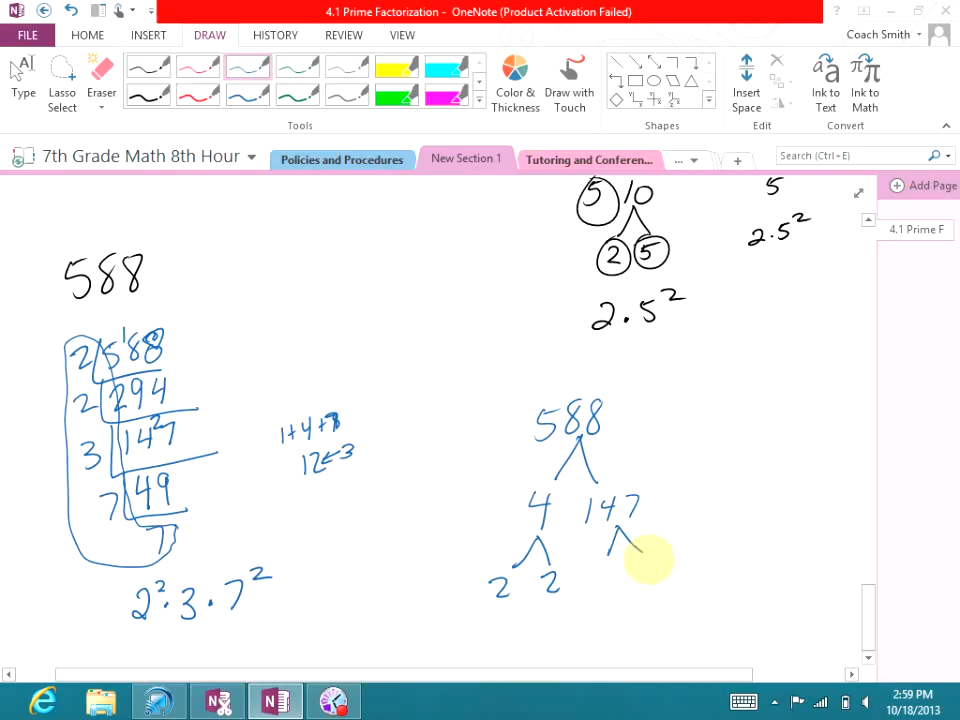 4.1 Prime Factorization - OneNote (Product Activation Failed)
?
FILE HOME INSERT DRAW HISTORY REVIEW VIEW
Coach Smith
Type
Lasso Select
Eraser
Color & Thickness
Draw with Touch
Insert Space
Ink to Text
Ink to Math
Tools
Shapes
Edit
Convert
7th Grade Math 8th Hour
Policies and Procedures
New Section 1
Tutoring and Conferen...
...
+
Search (Ctrl+E)
Add Page
4.1 Prime F
5 10
5
2 5
2·5²
2·5²
588
2 588
2 294
3 147
7 49
7
2²·3·7²
1+4+7
12←3
588
4 147
2 2
2:59 PM
10/18/2013